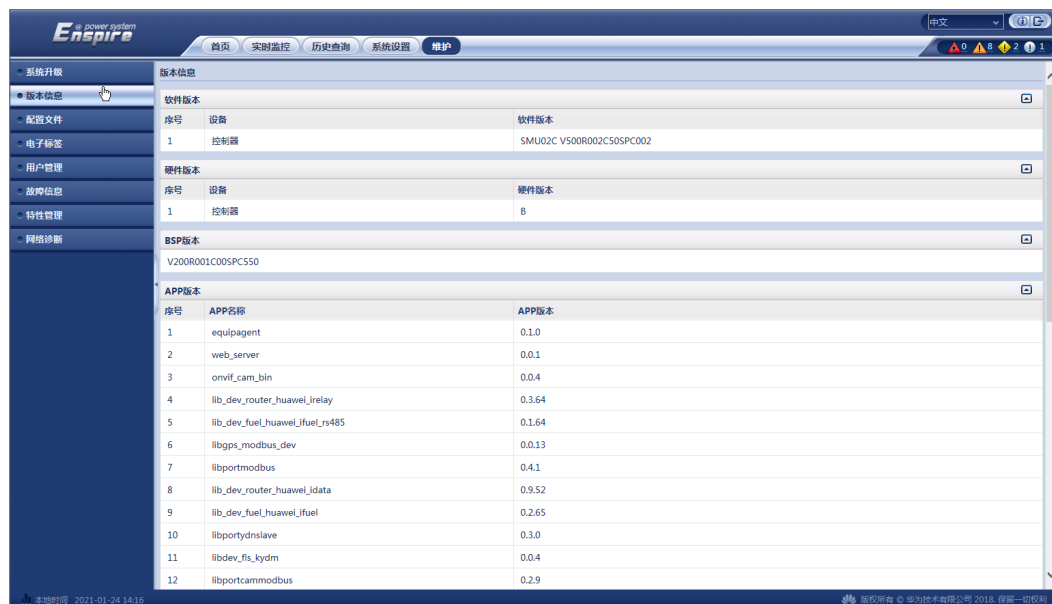 e power system
Enspire
中文
首页 实时监控 历史查询 系统设置 维护
0 8 2 1
系统升级
版本信息
配置文件
电子标签
用户管理
故障信息
特性管理
网络诊断
版本信息
软件版本
序号 设备 软件版本
1 控制器 SMU02C V500R002C50SPC002
硬件版本
序号 设备 硬件版本
1 控制器 B
BSP版本
V200R001C00SPC550
APP版本
序号 APP名称 APP版本
1 equipagent 0.1.0
2 web_server 0.0.1
3 onvif_cam_bin 0.0.4
4 lib_dev_router_huawei_irelay 0.3.64
5 lib_dev_fuel_huawei_ifuel_rs485 0.1.64
6 libgps_modbus_dev 0.0.13
7 libportmodbus 0.4.1
8 lib_dev_router_huawei_idata 0.9.52
9 lib_dev_fuel_huawei_ifuel 0.2.65
10 libportydnslave 0.3.0
11 libdev_fls_kydm 0.0.4
12 libportcammodbus 0.2.9
本地时间 2021-01-24 14:16
版权所有 © 华为技术有限公司 2018. 保留一切权利